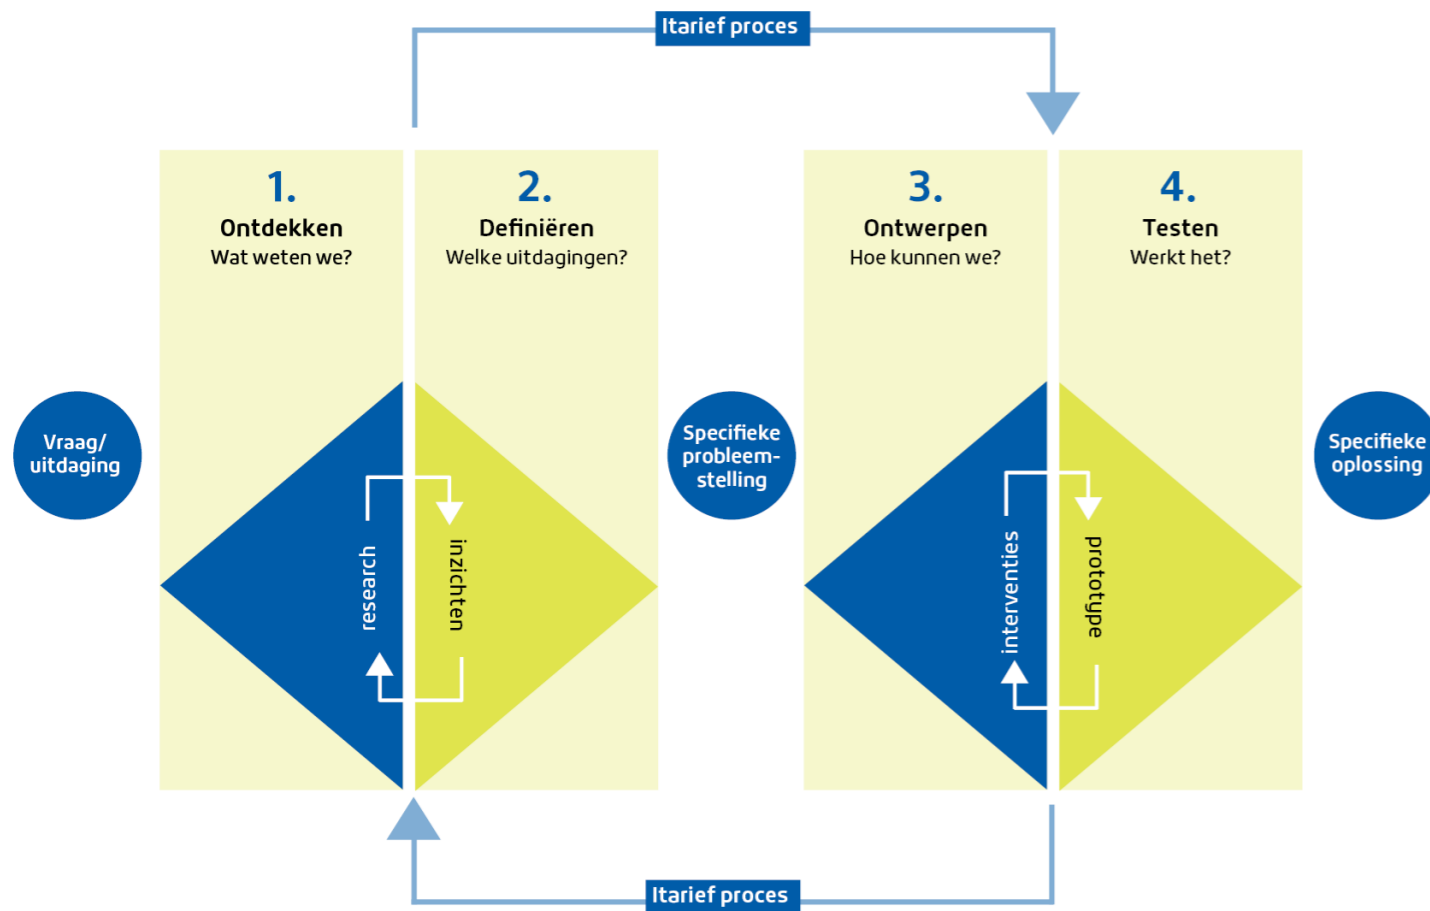 Itarief proces
1.
Ontdekken
Wat weten we?
2.
Definiëren
Welke uitdagingen?
3.
Ontwerpen
Hoe kunnen we?
4.
Testen
Werkt het?
Vraag/
uitdaging
research
inzichten
Specifieke
probleem-
stelling
interventies
prototype
Specifieke
oplossing
Itarief proces